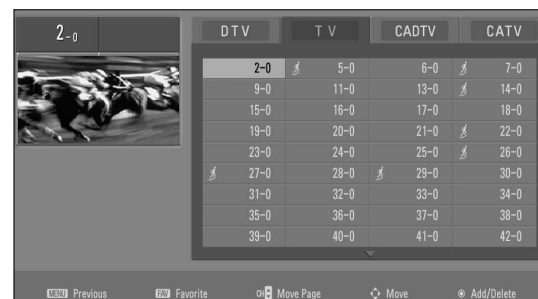 2-0
DTV TV CADTV CATV
2-0 5-0 6-0 7-0
9-0 11-0 13-0 14-0
15-0 16-0 17-0 18-0
19-0 20-0 21-0 22-0
23-0 24-0 25-0 26-0
27-0 28-0 29-0 30-0
31-0 32-0 33-0 34-0
35-0 36-0 37-0 38-0
39-0 40-0 41-0 42-0
MENU Previous FAV Favorite CH Move Page Move Add/Delete